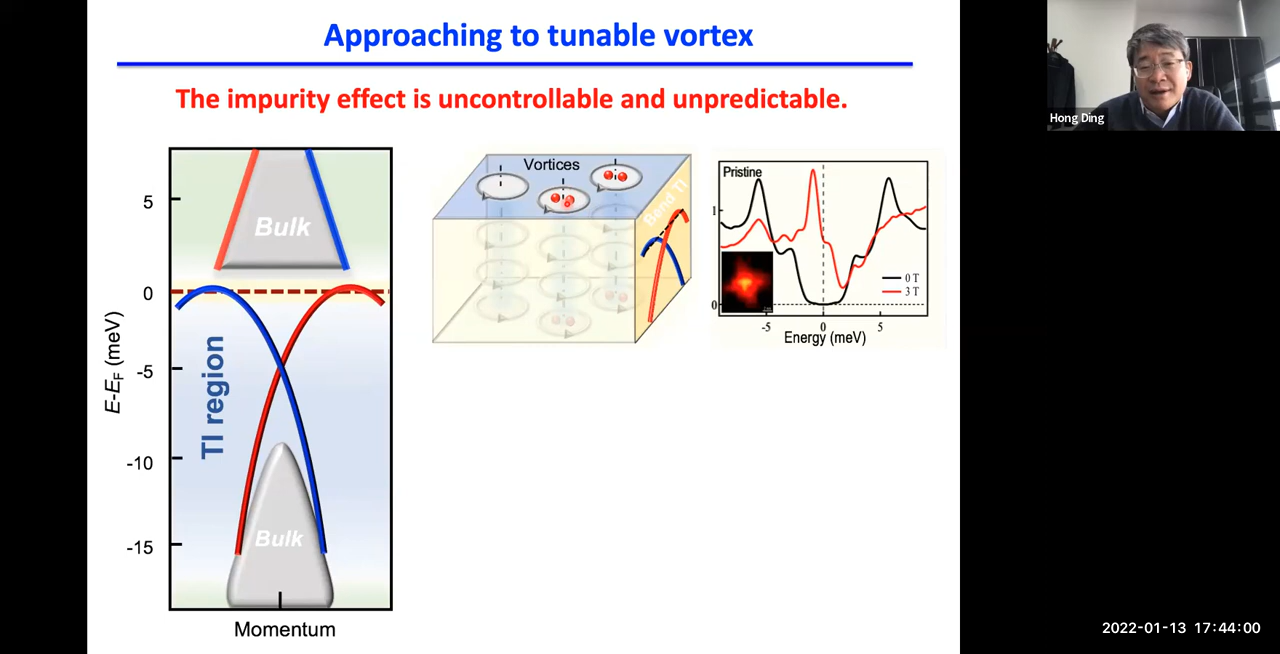 Approaching to tunable vortex
The impurity effect is uncontrollable and unpredictable.
Hong Ding
E-EF (meV)
5
0
-5
-10
-15
Bulk
TI region
Bulk
Momentum
Vortices
Bend TI
Pristine
1
0
0 T
3 T
-5
0
5
Energy (meV)
2022-01-13 17:44:00